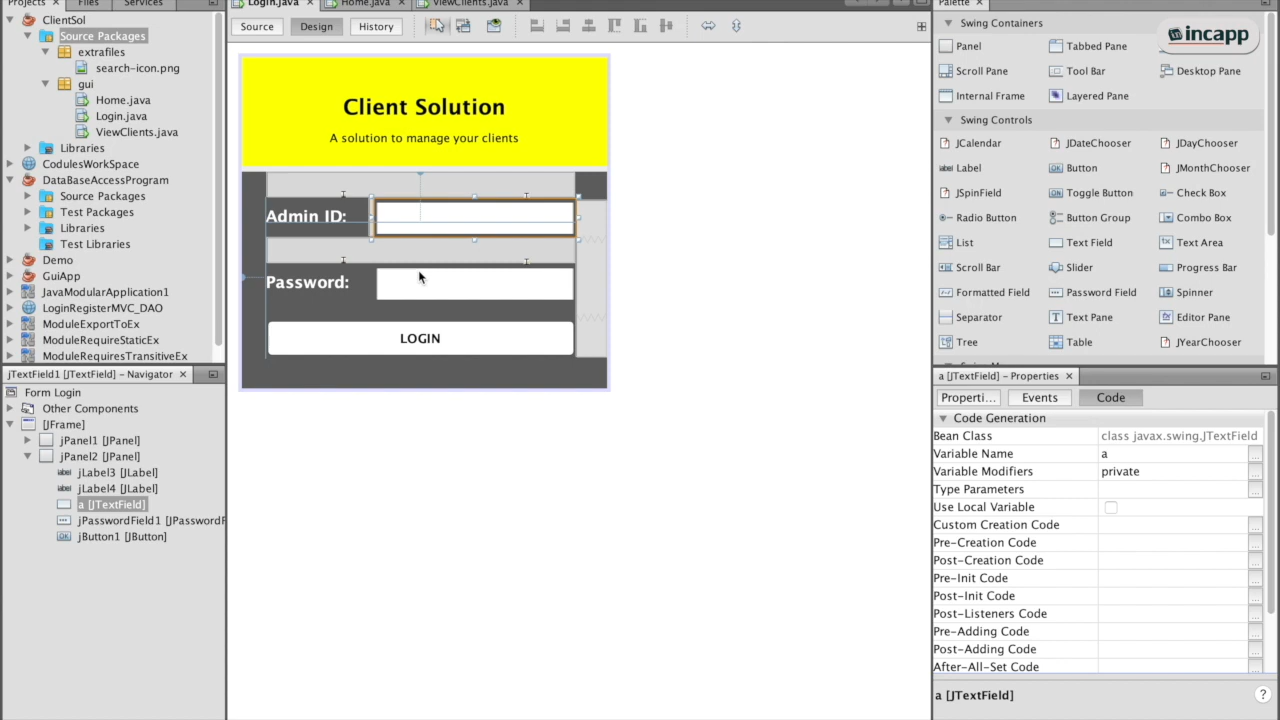 Projects
Files
Services
ClientSol
Source Packages
extrafiles
search-icon.png
gui
Home.java
Login.java
ViewClients.java
Libraries
CodulesWorkSpace
DataBaseAccessProgram
Source Packages
Test Packages
Libraries
Test Libraries
Demo
GuiApp
JavaModularApplication1
LoginRegisterMVC_DAO
ModuleExportToEx
ModuleRequireStaticEx
ModuleRequiresTransitiveEx
jTextField1 [JTextField] – Navigator
Form Login
Other Components
[JFrame]
jPanel1 [JPanel]
jPanel2 [JPanel]
jLabel3 [JLabel]
jLabel4 [JLabel]
a [JTextField]
jPasswordField1 [JPasswordF
jButton1 [JButton]
Login.java
Home.java
ViewClients.java
Source
Design
History
Client Solution
A solution to manage your clients
Admin ID:
Password:
LOGIN
Palette
incapp
Swing Containers
Panel
Tabbed Pane
Split Pane
Scroll Pane
Tool Bar
Desktop Pane
Internal Frame
Layered Pane
Swing Controls
JCalendar
JDateChooser
JDayChooser
Label
Button
JMonthChooser
JSpinField
Toggle Button
Check Box
Radio Button
Button Group
Combo Box
List
Text Field
Text Area
Scroll Bar
Slider
Progress Bar
Formatted Field
Password Field
Spinner
Separator
Text Pane
Editor Pane
Tree
Table
JYearChooser
a [JTextField] – Properties
Properti...
Events
Code
Code Generation
Bean Class class javax.swing.JTextField
Variable Name a
Variable Modifiers private
Type Parameters
Use Local Variable
Custom Creation Code
Pre-Creation Code
Post-Creation Code
Pre-Init Code
Post-Init Code
Post-Listeners Code
Pre-Adding Code
Post-Adding Code
After-All-Set Code
a [JTextField]